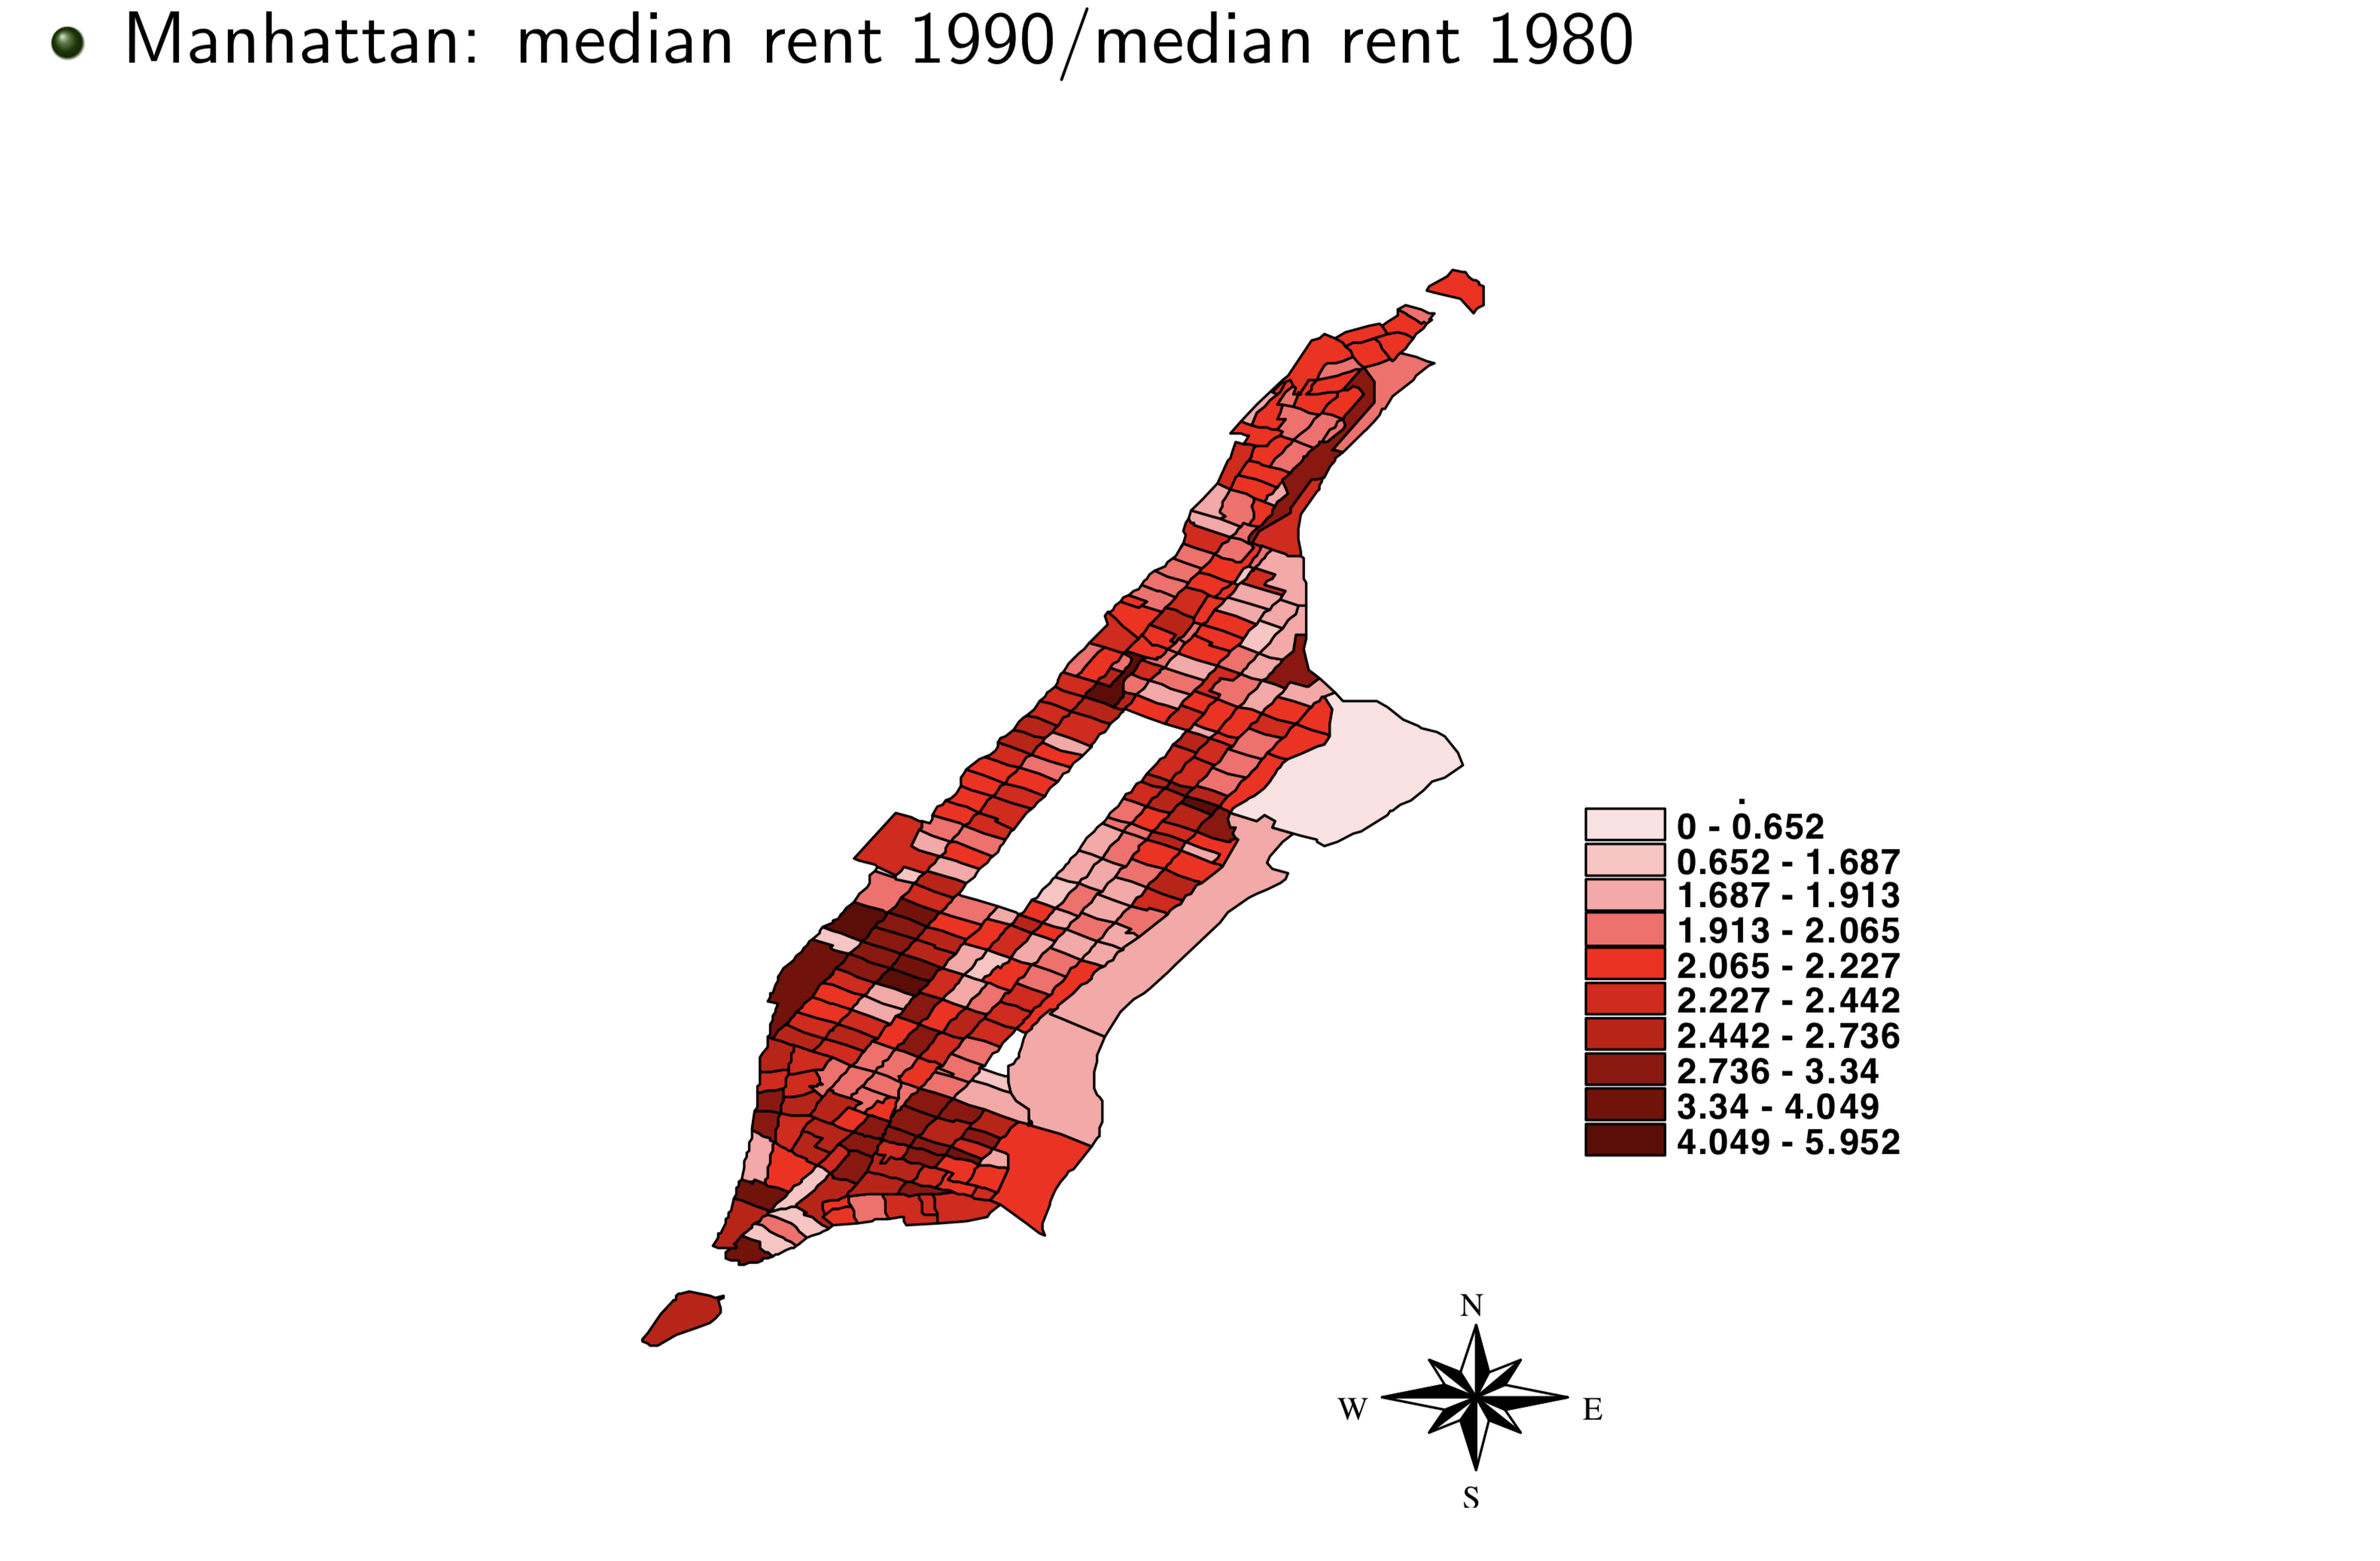 Manhattan: median rent 1990/median rent 1980
.
0 - 0.652
0.652 - 1.687
1.687 - 1.913
1.913 - 2.065
2.065 - 2.227
2.227 - 2.442
2.442 - 2.736
2.736 - 3.34
3.34 - 4.049
4.049 - 5.952
N
W E
S